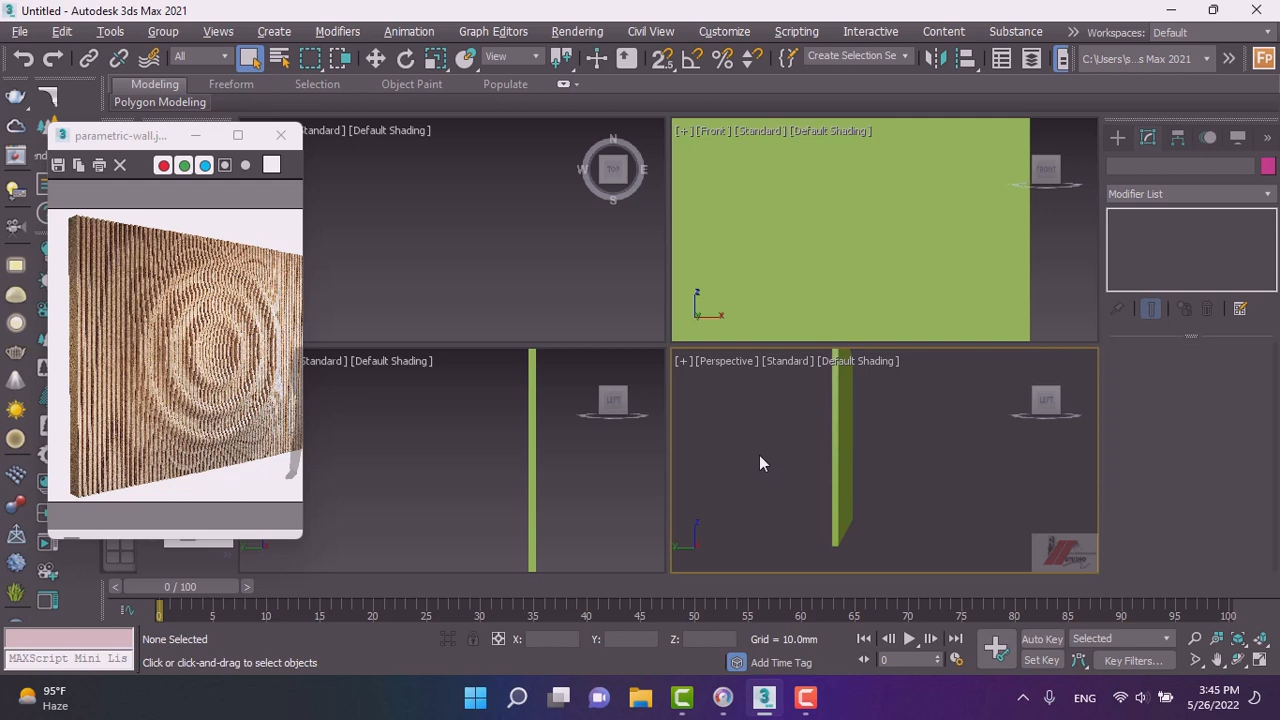 Untitled - Autodesk 3ds Max 2021
File Edit Tools Group Views Create Modifiers Animation Graph Editors Rendering Civil View Customize Scripting Interactive Content Substance Workspaces: Default
All View Create Selection Se C:\Users\s...s Max 2021
Modeling Freeform Selection Object Paint Populate
Polygon Modeling
parametric-wall.j...
tandard ] [Default Shading ]
N
W TOP E
S
[+] [Front ] [Standard ] [Default Shading ]
FRONT
z
x
Modifier List
tandard ] [Default Shading ]
LEFT
[+] [Perspective ] [Standard ] [Default Shading ]
LEFT
z
y
0 / 100
0 5 10 15 20 25 30 35 40 45 50 55 60 65 70 75 80 85 90 95 100
None Selected X: Y: Z: Grid = 10.0mm Auto Key Selected
MAXScript Mini Lis Click or click-and-drag to select objects Add Time Tag 0 Set Key Key Filters...
95°F
Haze
ENG
3:45 PM
5/26/2022